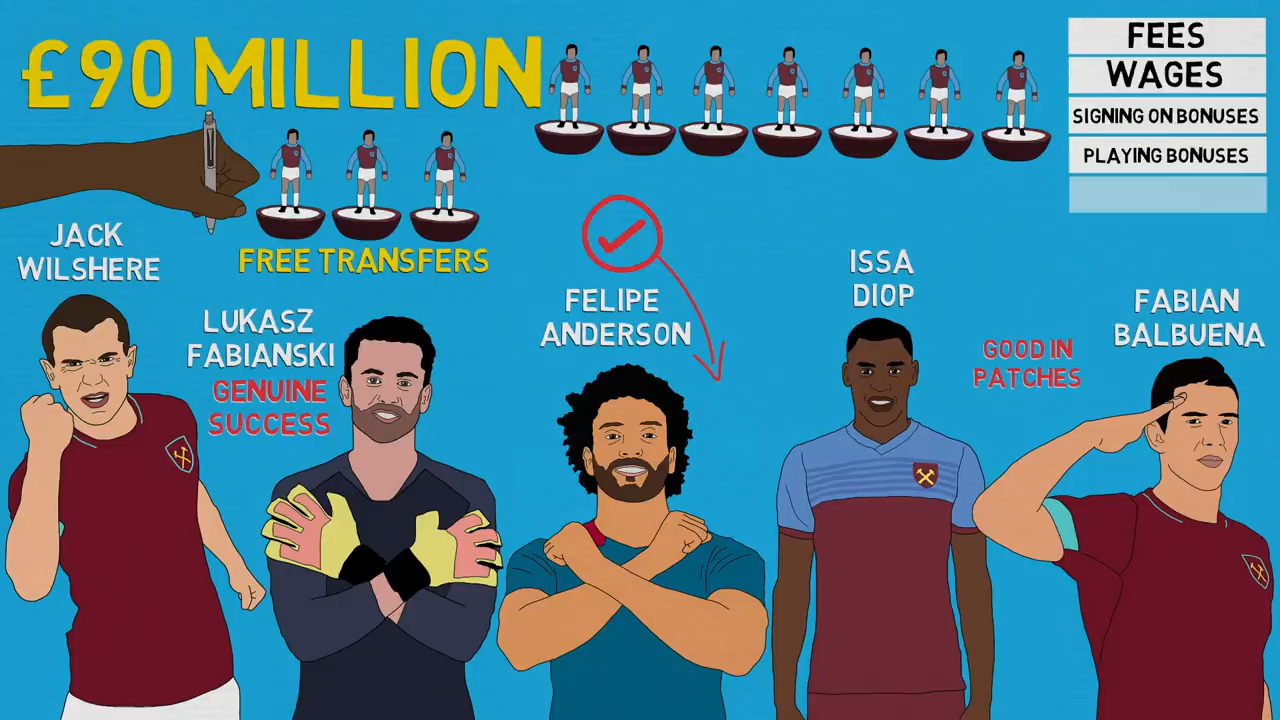 £90 MILLION
FEES
WAGES
SIGNING ON BONUSES
PLAYING BONUSES
FREE TRANSFERS
JACK
WILSHERE
LUKASZ
FABIANSKI
GENUINE
SUCCESS
FELIPE
ANDERSON
ISSA
DIOP
GOOD IN
PATCHES
FABIAN
BALBUENA